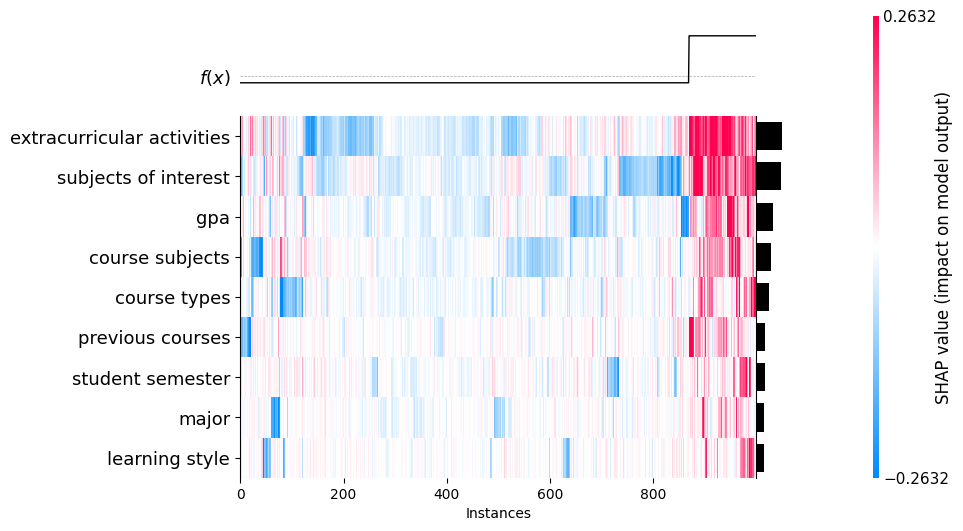 0.2632
f(x)
extracurricular activities
subjects of interest
gpa
course subjects
course types
previous courses
student semester
major
learning style
SHAP value (impact on model output)
−0.2632
0 200 400 600 800
Instances